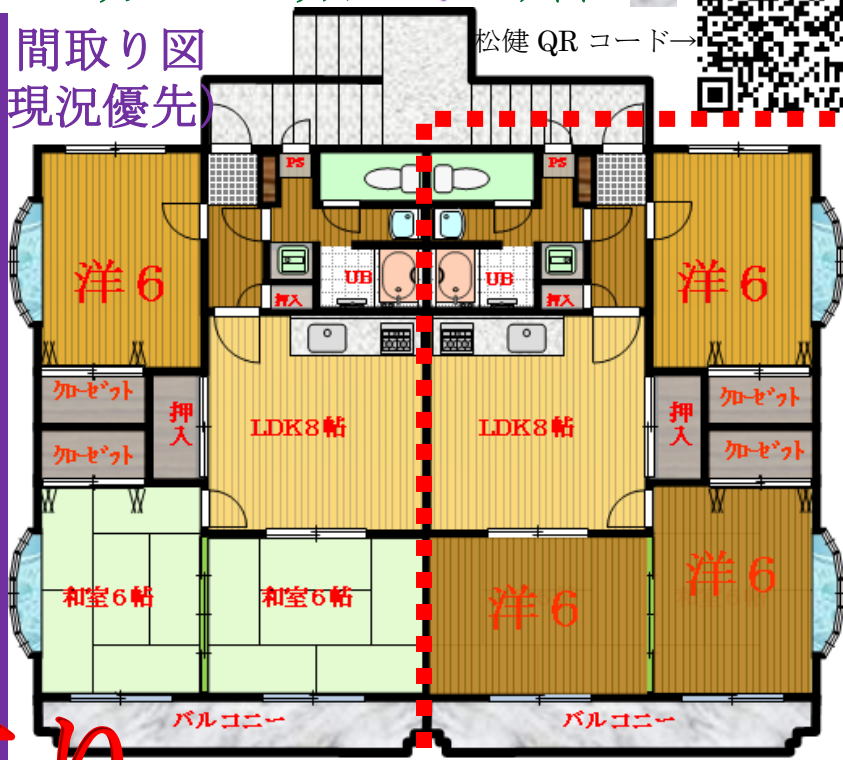 間取り図
現況優先)
松健 QR コード→
PS
PS
洋6
UB
UB
洋6
押入
押入
クローゼット
押入
LDK8帖
LDK8帖
押入
クローゼット
クローゼット
クローゼット
和室6帖
和室6帖
洋6
洋6
バルコニー
バルコニー